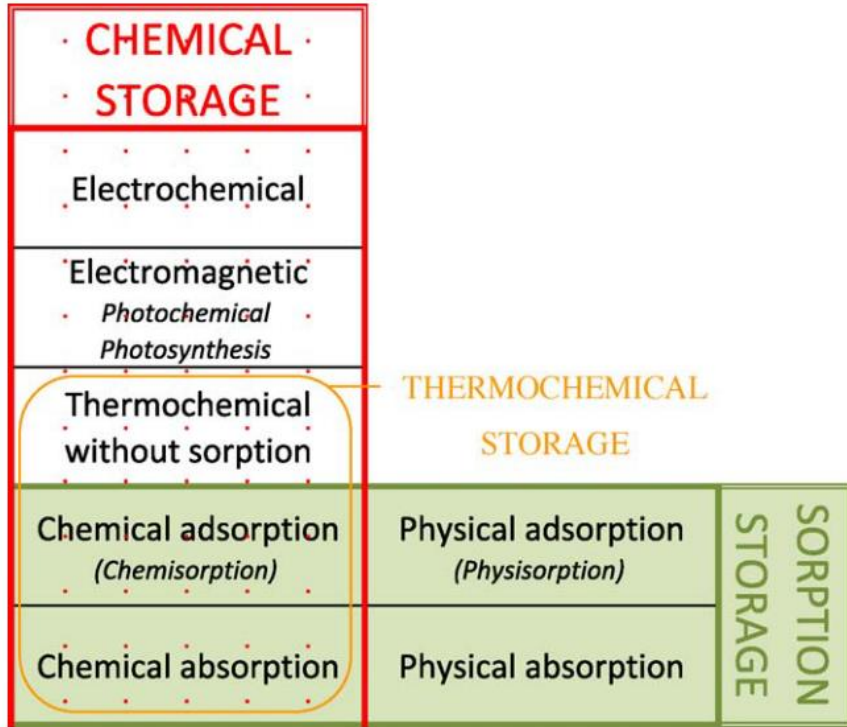 CHEMICAL
STORAGE
Electrochemical
Electromagnetic
Photochemical
Photosynthesis
Thermochemical
without sorption
THERMOCHEMICAL
STORAGE
Chemical adsorption
(Chemisorption)
Physical adsorption
(Physisorption)
Chemical absorption
Physical absorption
SORPTION
STORAGE